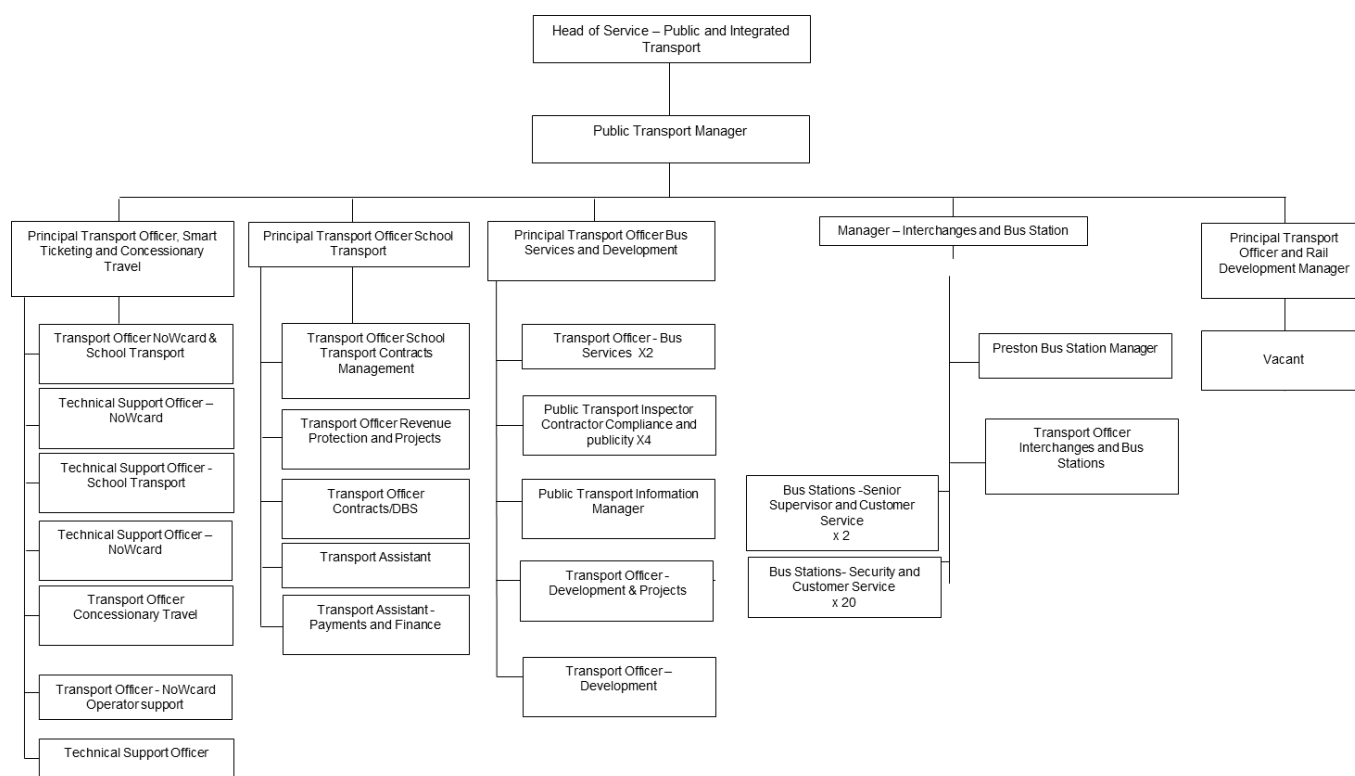 Head of Service – Public and Integrated
Transport
Public Transport Manager
Principal Transport Officer, Smart
Ticketing and Concessionary
Travel
Transport Officer NoWcard &
School Transport
Technical Support Officer –
NoWcard
Technical Support Officer -
School Transport
Technical Support Officer –
NoWcard
Transport Officer
Concessionary Travel
Transport Officer - NoWcard
Operator support
Technical Support Officer
Principal Transport Officer School
Transport
Transport Officer School
Transport Contracts
Management
Transport Officer Revenue
Protection and Projects
Transport Officer
Contracts/DBS
Transport Assistant
Transport Assistant -
Payments and Finance
Principal Transport Officer Bus
Services and Development
Transport Officer - Bus
Services X2
Public Transport Inspector
Contractor Compliance and
publicity X4
Public Transport Information
Manager
Transport Officer -
Development & Projects
Transport Officer –
Development
Manager – Interchanges and Bus Station
Preston Bus Station Manager
Transport Officer
Interchanges and Bus
Stations
Bus Stations -Senior
Supervisor and Customer
Service
x 2
Bus Stations- Security and
Customer Service
x 20
Principal Transport
Officer and Rail
Development Manager
Vacant